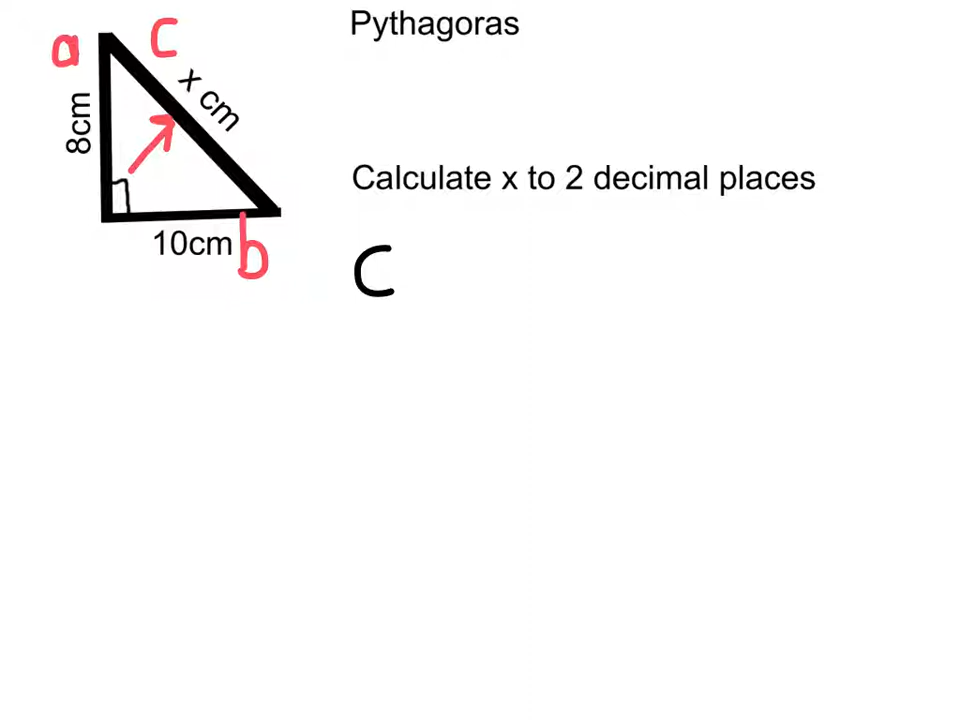 Pythagoras
a
C
x cm
8cm
Calculate x to 2 decimal places
10cm
b
C